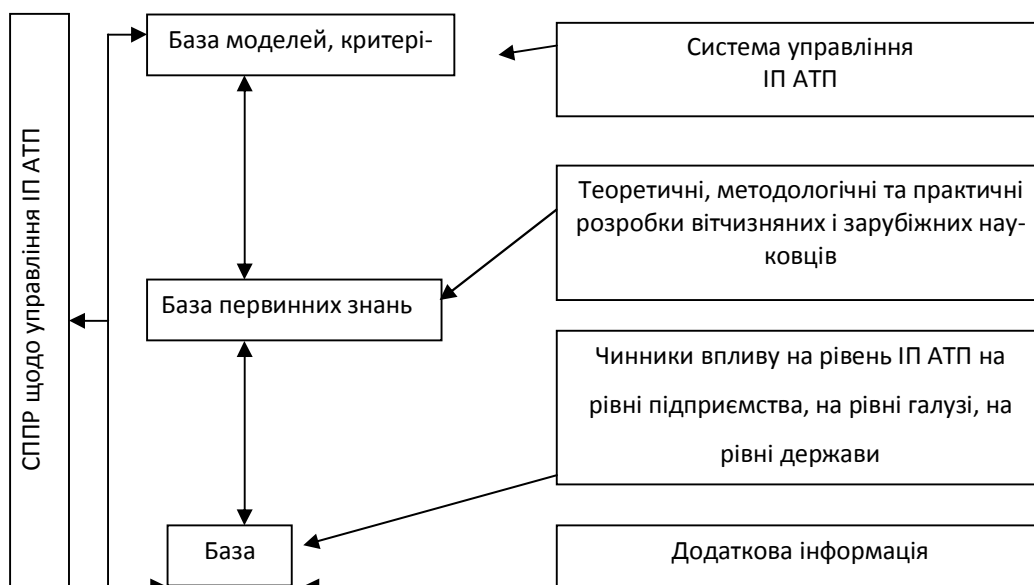 СППР щодо управління ІП АТП
База моделей, критері-
Система управління
ІП АТП
Теоретичні, методологічні та практичні
розробки вітчизняних і зарубіжних нау-
ковців
База первинних знань
Чинники впливу на рівень ІП АТП на
рівні підприємства, на рівні галузі, на
рівні держави
База
Додаткова інформація